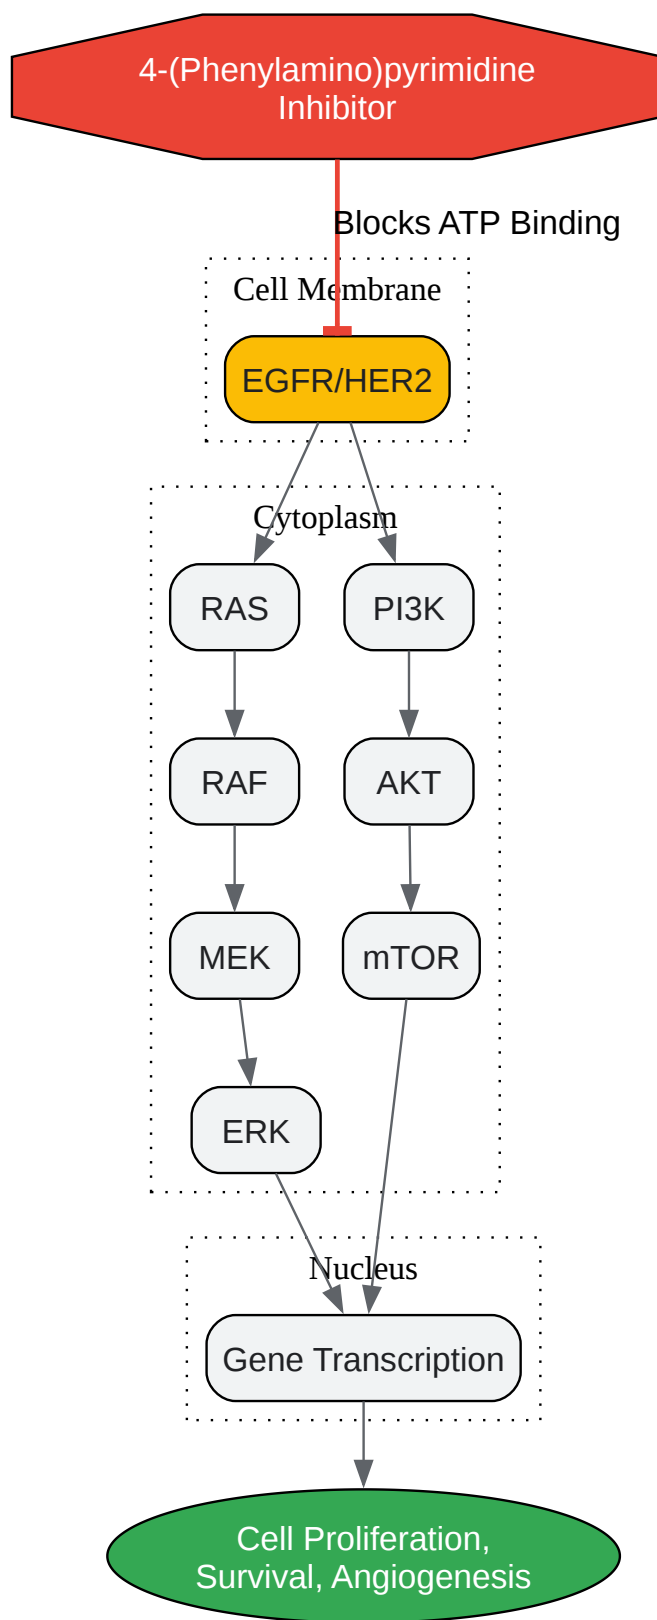 4-(Phenylamino)pyrimidine
Inhibitor
Blocks ATP Binding
Cell Membrane
EGFR/HER2
Cytoplasm
RAS
PI3K
RAF
AKT
MEK
mTOR
ERK
Nucleus
Gene Transcription
Cell Proliferation,
Survival, Angiogenesis